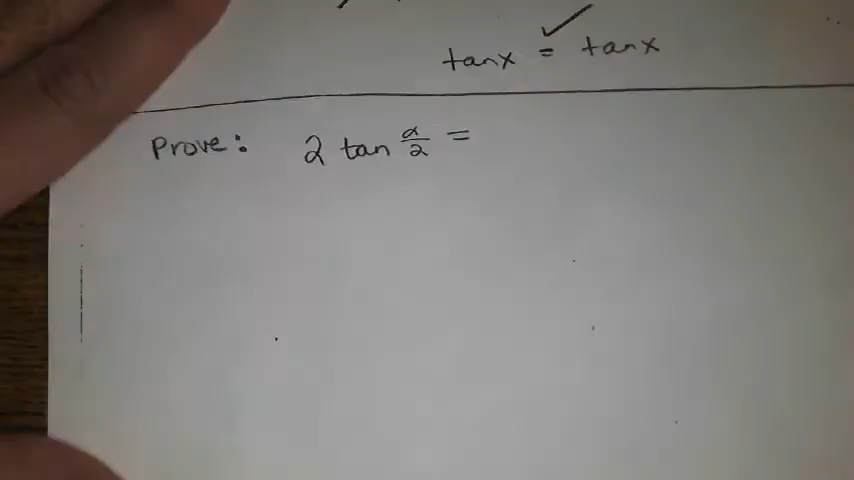 tanx = tanx
Prove: 2 tan α/2 =